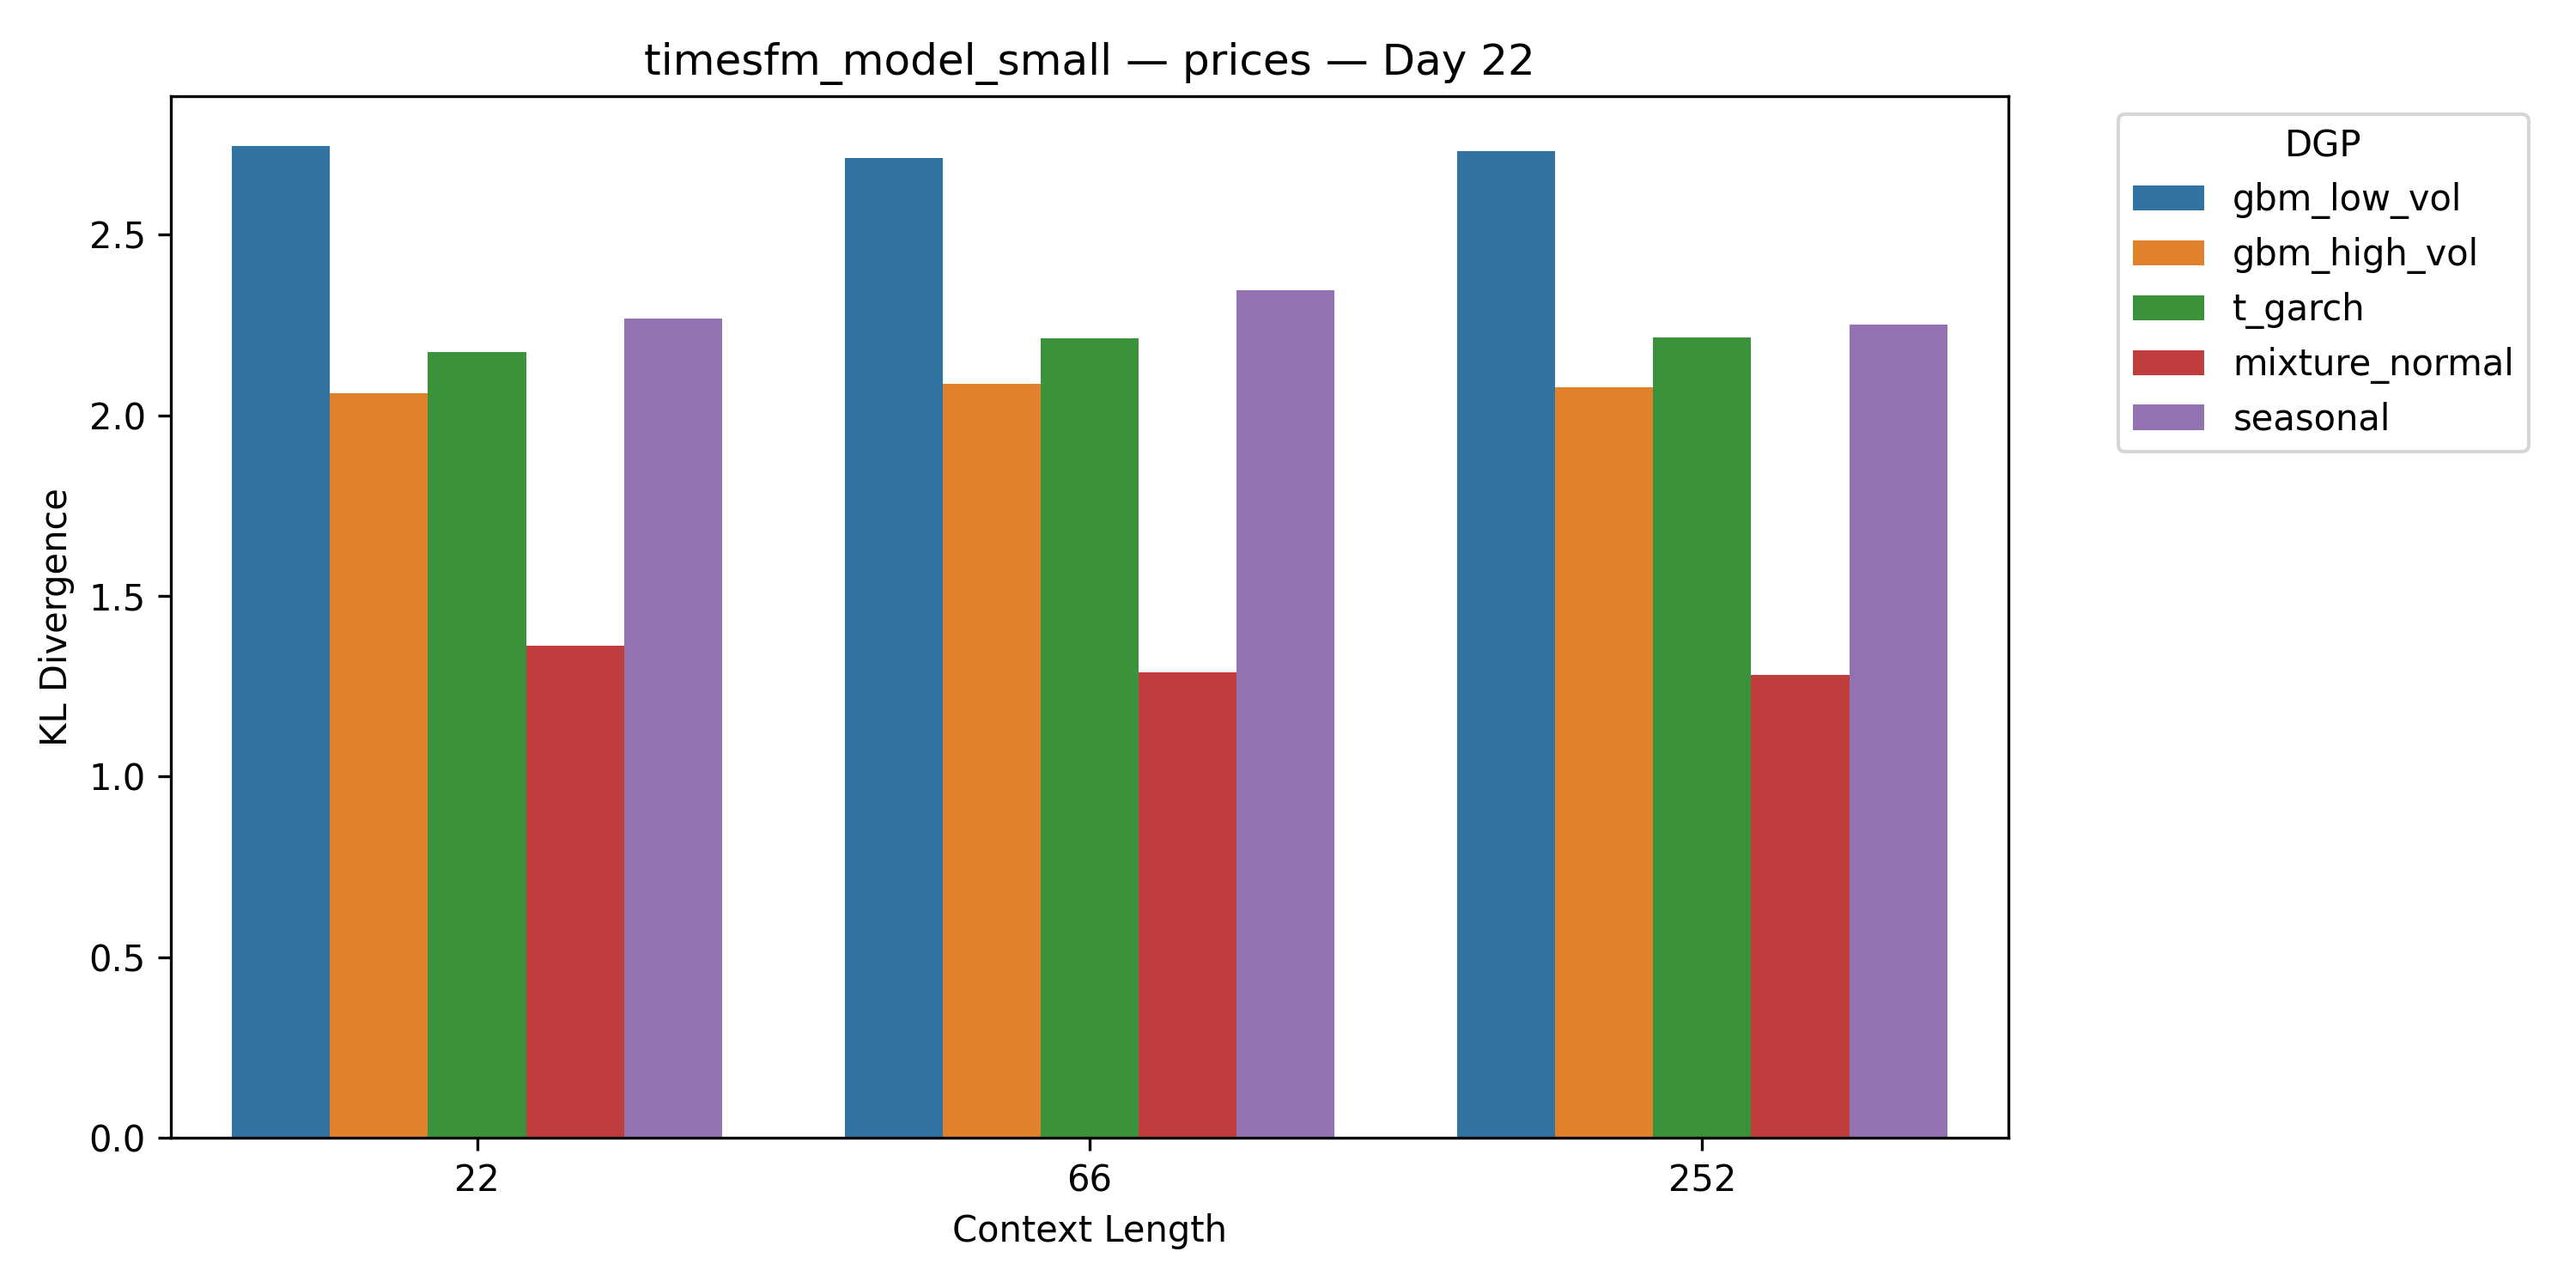 timesfm_model_small — prices — Day 22
KL Divergence
2.5
2.0
1.5
1.0
0.5
0.0
22
66
252
Context Length
DGP
gbm_low_vol
gbm_high_vol
t_garch
mixture_normal
seasonal